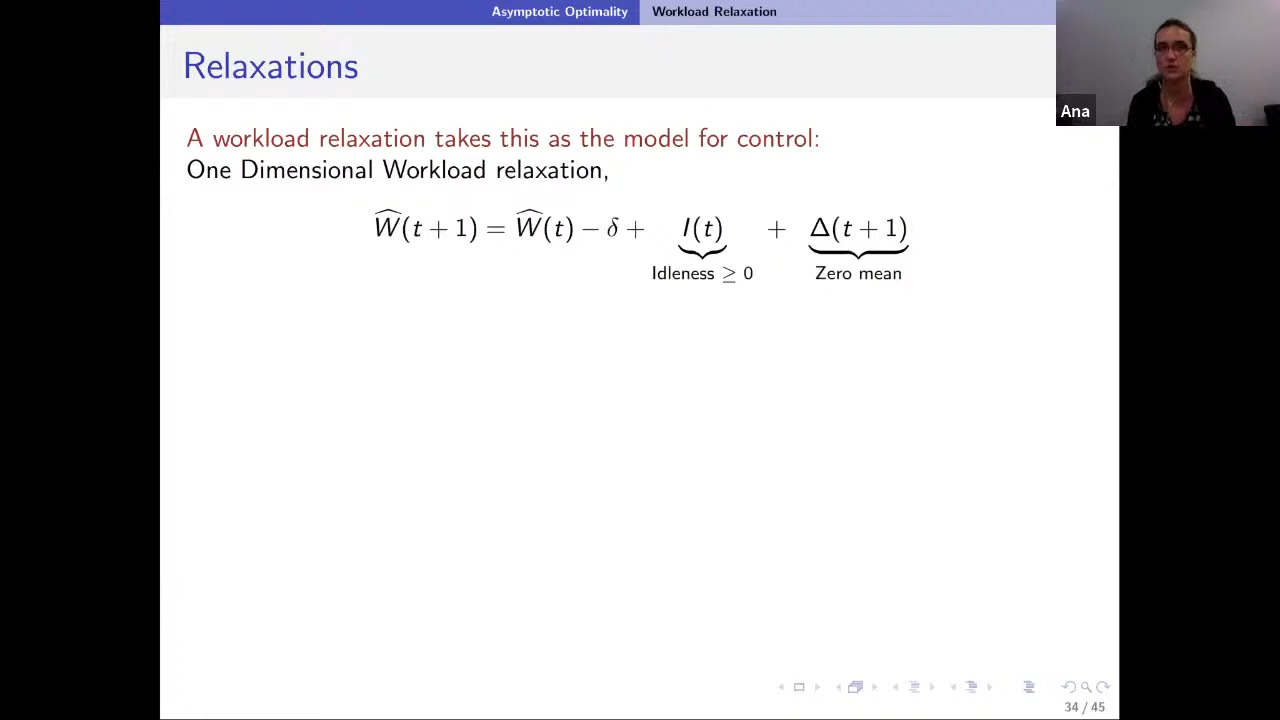 Asymptotic Optimality Workload Relaxation
Relaxations
Ana
A workload relaxation takes this as the model for control:
One Dimensional Workload relaxation,
Ŵ(t + 1) = Ŵ(t) − δ + I(t) + Δ(t + 1)
Idleness ≥ 0 Zero mean
34 / 45